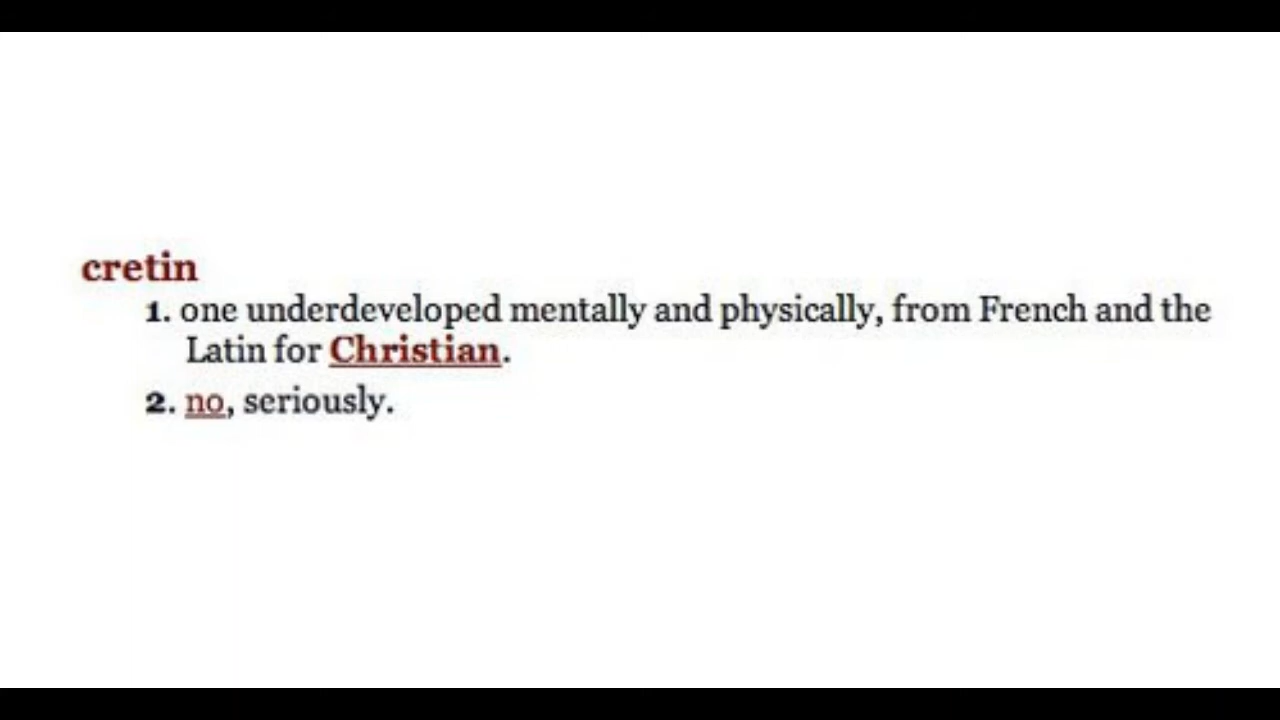 cretin
1. one underdeveloped mentally and physically, from French and the
Latin for Christian.
2. no, seriously.